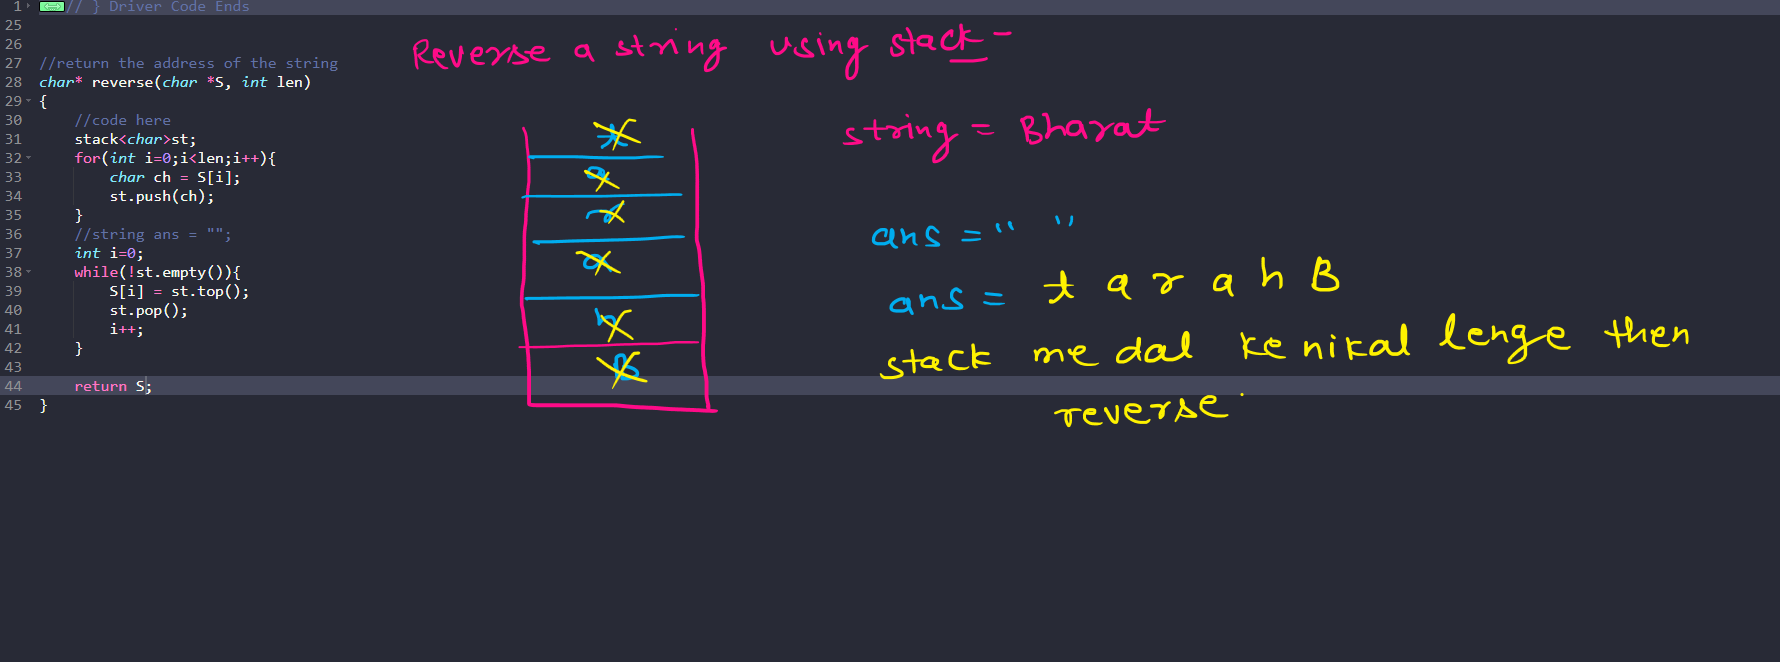 1 // } Driver Code Ends
25
26
27 //return the address of the string
28 char* reverse(char *S, int len)
29 {
30     //code here
31     stack<char>st;
32     for(int i=0;i<len;i++){
33         char ch = S[i];
34         st.push(ch);
35     }
36     //string ans = "";
37     int i=0;
38     while(!st.empty()){
39         S[i] = st.top();
40         st.pop();
41         i++;
42     }
43
44     return S;
45 }
Reverse a string using stack -
string = Bharat
t
a
r
a
h
B
ans = " "
ans = t a r a h B
stack me dal ke nikal lenge then
reverse.